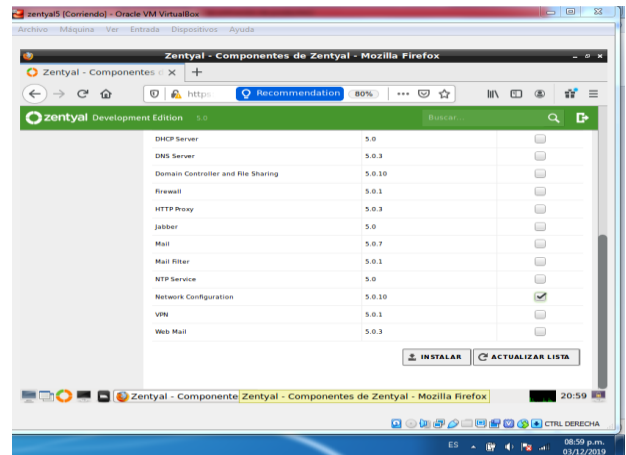 zentyal5 [Corriendo] - Oracle VM VirtualBox
Archivo Máquina Ver Entrada Dispositivos Ayuda
Zentyal - Componentes de Zentyal - Mozilla Firefox
Zentyal - Componentes d
https
Recommendation
80%
zentyal Development Edition 5.0
Buscar...
DHCP Server 5.0
DNS Server 5.0.3
Domain Controller and File Sharing 5.0.10
Firewall 5.0.1
HTTP Proxy 5.0.3
Jabber 5.0
Mail 5.0.7
Mail Filter 5.0.1
NTP Service 5.0
Network Configuration 5.0.10
VPN 5.0.1
Web Mail 5.0.3
INSTALAR
ACTUALIZAR LISTA
Zentyal - Componente
Zentyal - Componentes de Zentyal - Mozilla Firefox
20:59
CTRL DERECHA
ES
08:59 p.m.
03/12/2019